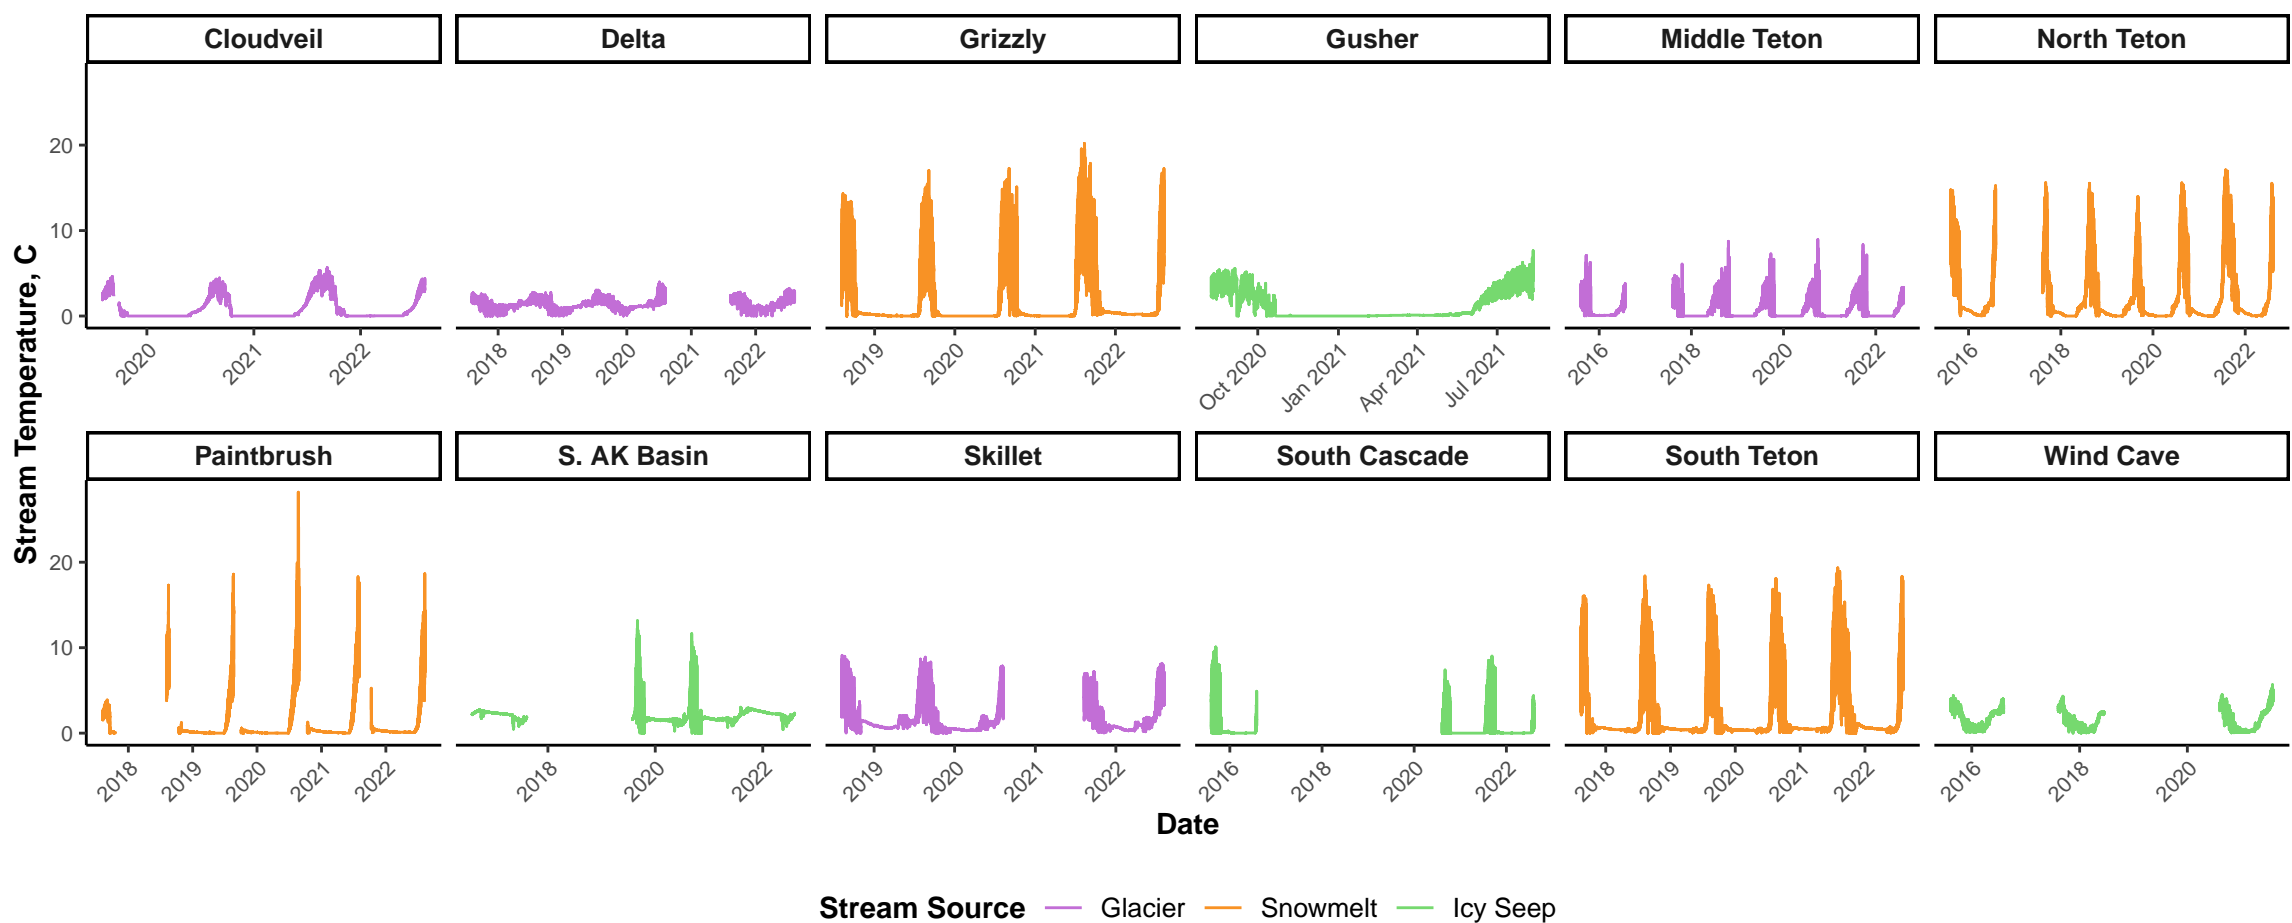 Cloudveil Delta Grizzly Gusher Middle Teton North Teton
20
10
0
2020 2021 2022 2018 2019 2020 2021 2022 2019 2020 2021 2022 Oct 2020 Jan 2021 Apr 2021 Jul 2021 2016 2018 2020 2022 2016 2018 2020 2022
Stream Temperature, C
Paintbrush S. AK Basin Skillet South Cascade South Teton Wind Cave
20
10
0
2018 2019 2020 2021 2022 2018 2020 2022 2019 2020 2021 2022 2016 2018 2020 2022 2018 2019 2020 2021 2022 2016 2018 2020
Date
Stream Source Glacier Snowmelt Icy Seep